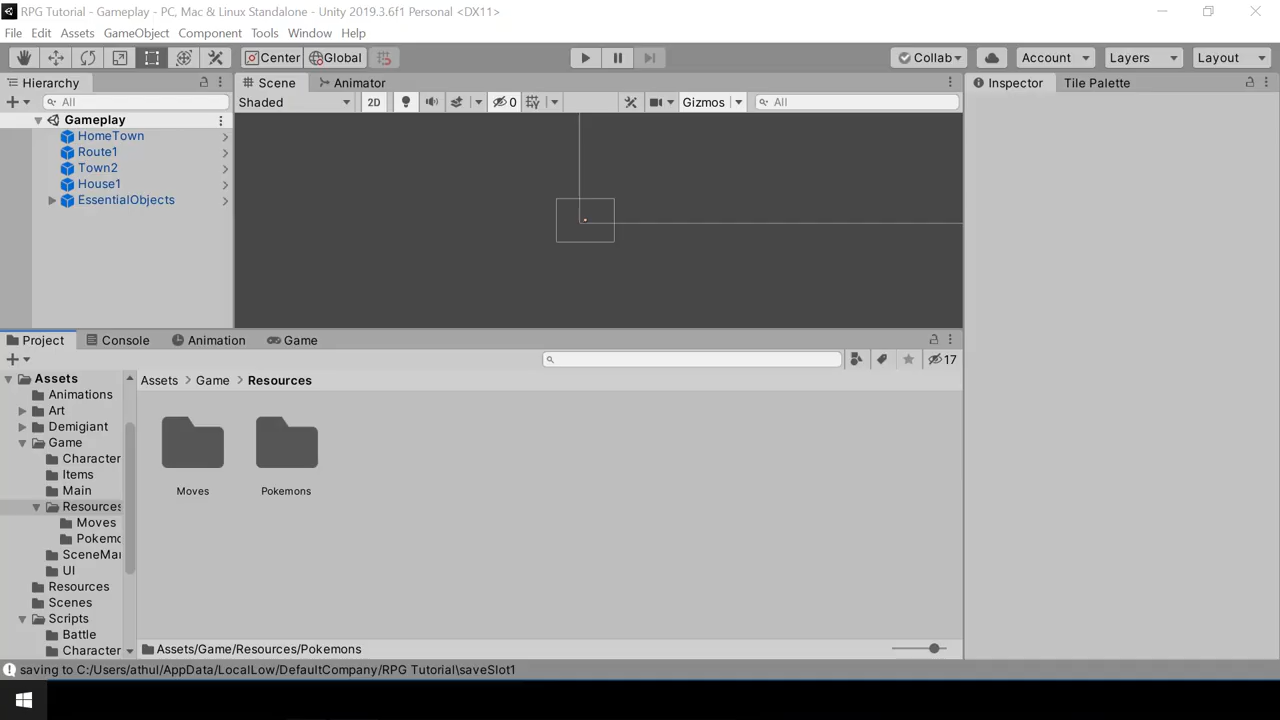 RPG Tutorial - Gameplay - PC, Mac & Linux Standalone - Unity 2019.3.6f1 Personal <DX11>
File Edit Assets GameObject Component Tools Window Help
Center Global Collab Account Layers Layout
Hierarchy Scene Animator Inspector Tile Palette
All Shaded 2D 0 Gizmos All
Gameplay
HomeTown
Route1
Town2
House1
EssentialObjects
Project Console Animation Game
17
Assets Assets > Game > Resources
Animations
Art
Demigiant
Game
Character
Items
Main
Resources
Moves
Pokemo
SceneMar
UI
Resources
Scenes
Scripts
Battle
Character
Moves Pokemons
Assets/Game/Resources/Pokemons
saving to C:/Users/athul/AppData/LocalLow/DefaultCompany/RPG Tutorial\saveSlot1